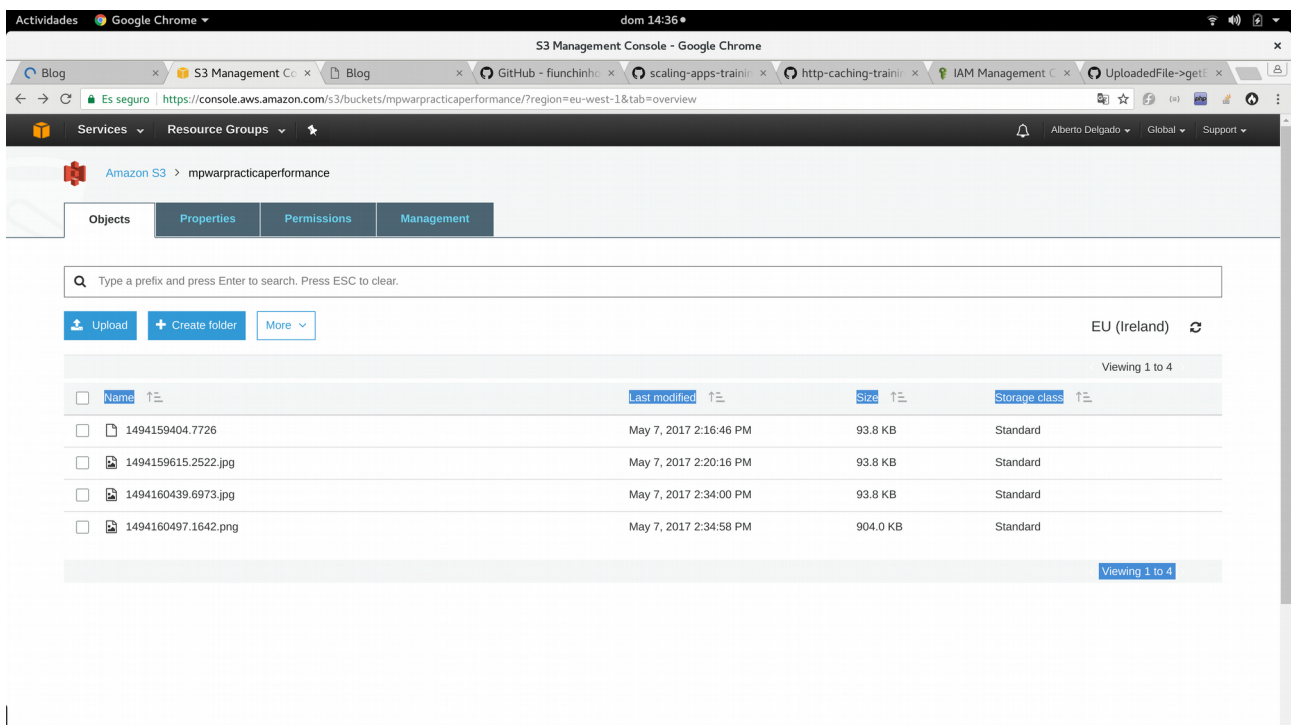 Actividades Google Chrome dom 14:36
S3 Management Console - Google Chrome
Blog S3 Management Co Blog GitHub - fiunchinho scaling-apps-trainin http-caching-trainin IAM Management C UploadedFile->getE
Es seguro https://console.aws.amazon.com/s3/buckets/mpwarpracticaperformance/?region=eu-west-1&tab=overview php
Services Resource Groups Alberto Delgado Global Support
Amazon S3 > mpwarpracticaperformance
Objects Properties Permissions Management
Type a prefix and press Enter to search. Press ESC to clear.
Upload Create folder More EU (Ireland)
Viewing 1 to 4
Name Last modified Size Storage class
1494159404.7726 May 7, 2017 2:16:46 PM 93.8 KB Standard
1494159615.2522.jpg May 7, 2017 2:20:16 PM 93.8 KB Standard
1494160439.6973.jpg May 7, 2017 2:34:00 PM 93.8 KB Standard
1494160497.1642.png May 7, 2017 2:34:58 PM 904.0 KB Standard
Viewing 1 to 4